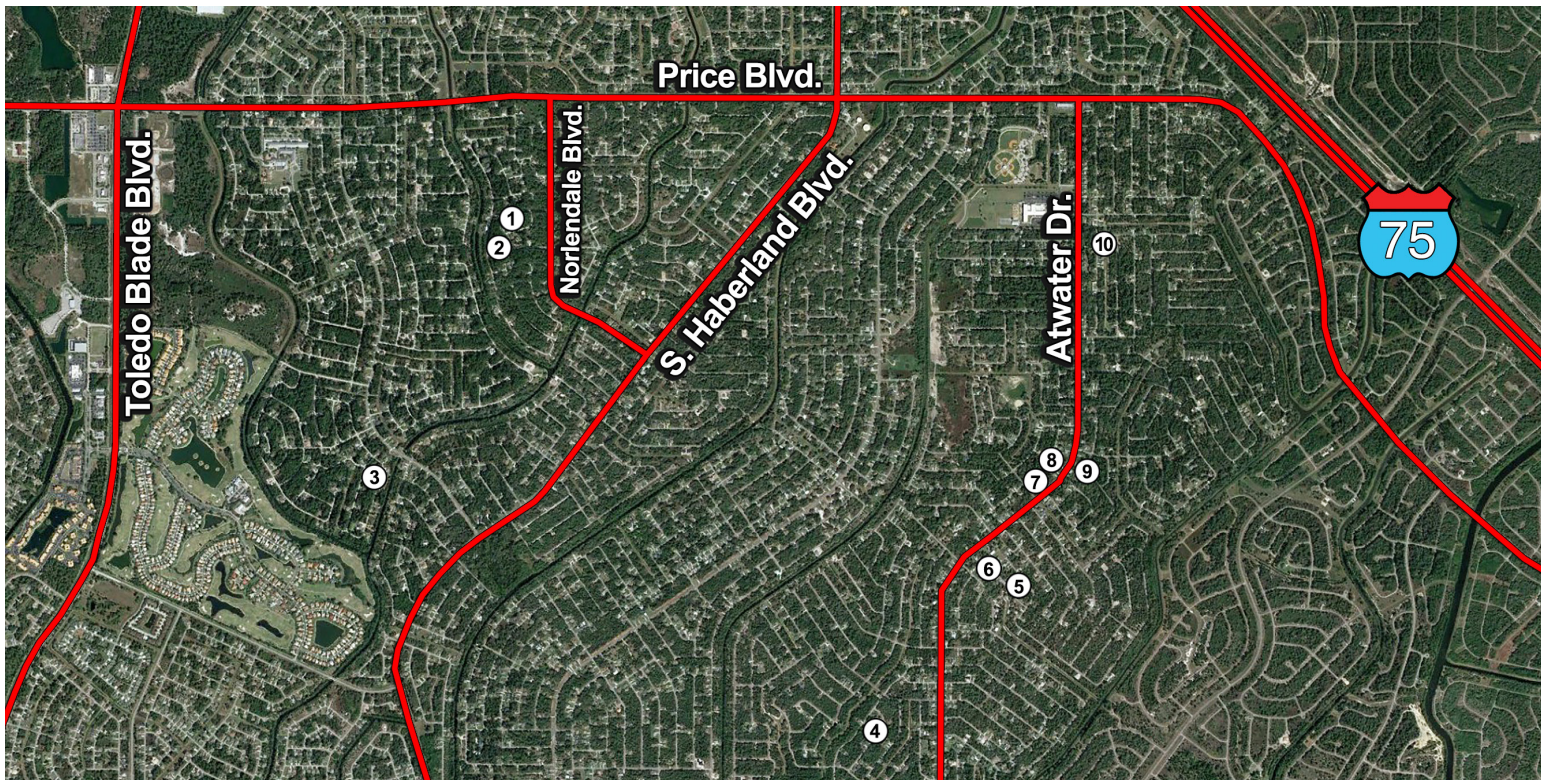 Price Blvd.
Toledo Blade Blvd.
Norlendale Blvd.
S. Haberland Blvd.
Atwater Dr.
75
1
2
10
3
8
9
7
6
5
4